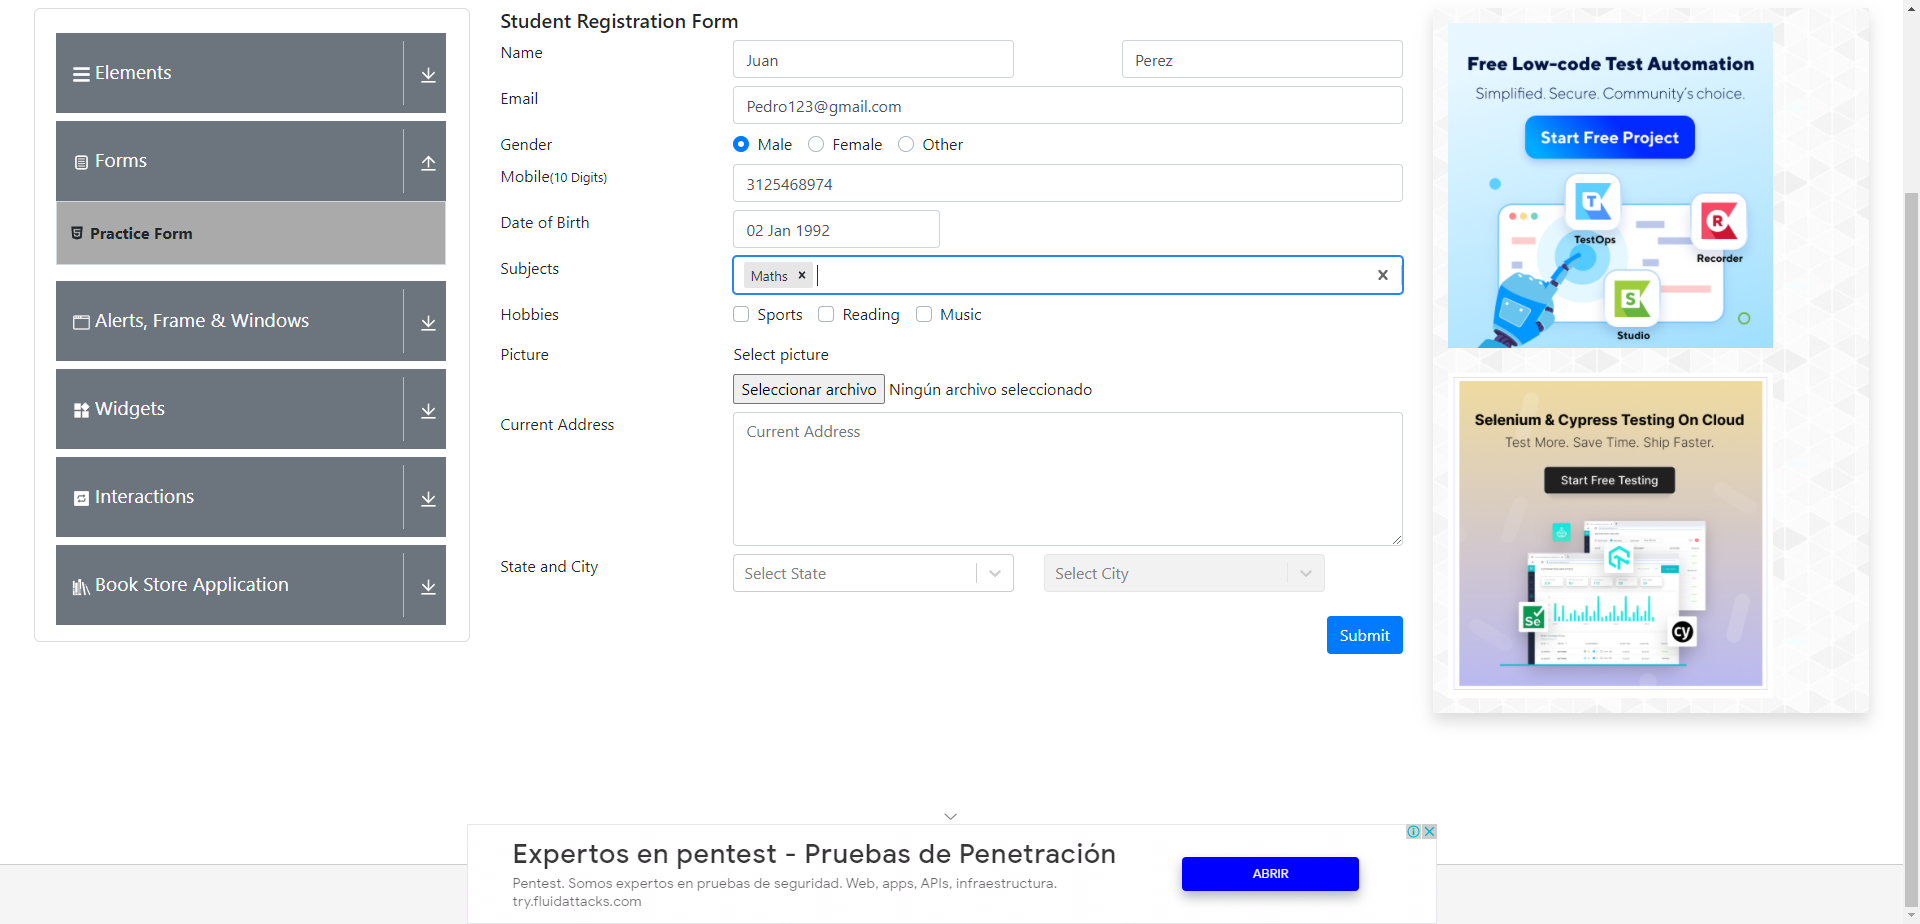 Elements
Forms
Practice Form
Alerts, Frame & Windows
Widgets
Interactions
Book Store Application
Student Registration Form
Name
Juan
Perez
Email
Pedro123@gmail.com
Gender
Male
Female
Other
Mobile(10 Digits)
3125468974
Date of Birth
02 Jan 1992
Subjects
Maths
Hobbies
Sports
Reading
Music
Picture
Select picture
Seleccionar archivo
Ningún archivo seleccionado
Current Address
Current Address
State and City
Select State
Select City
Submit
Free Low-code Test Automation
Simplified. Secure. Community's choice.
Start Free Project
T
TestOps
R
Recorder
S
Studio
Selenium & Cypress Testing On Cloud
Test More. Save Time. Ship Faster.
Start Free Testing
Se
cy
Expertos en pentest - Pruebas de Penetración
Pentest. Somos expertos en pruebas de seguridad. Web, apps, APIs, infraestructura.
try.fluidattacks.com
ABRIR